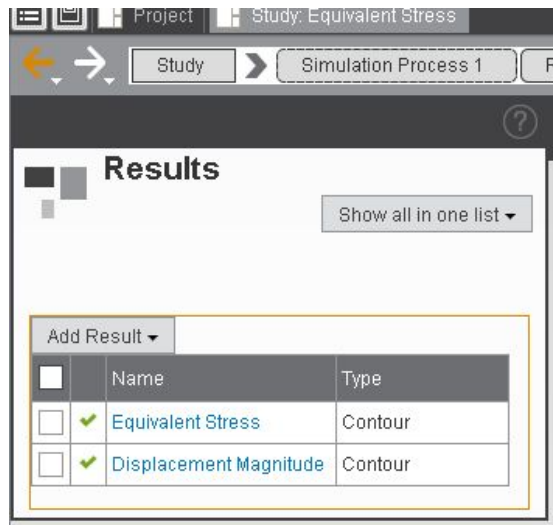 Project Study: Equivalent Stress
Study Simulation Process 1
?
Results
Show all in one list
Add Result
Name Type
Equivalent Stress Contour
Displacement Magnitude Contour